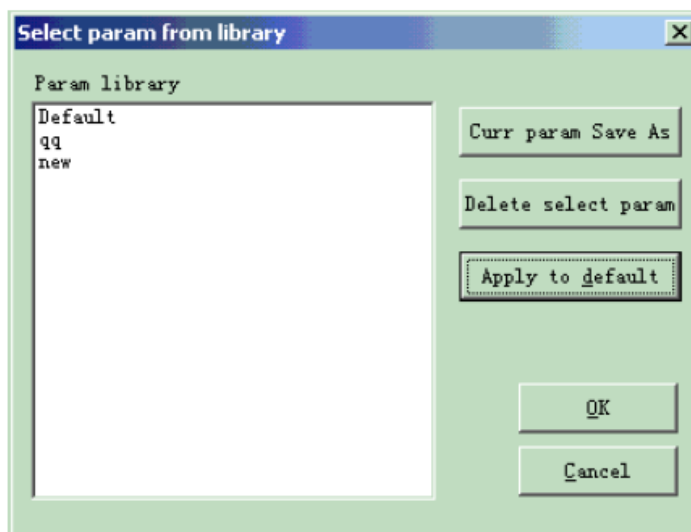 Select param from library
Param library
Default
qq
new
Curr param Save As
Delete select param
Apply to default
OK
Cancel